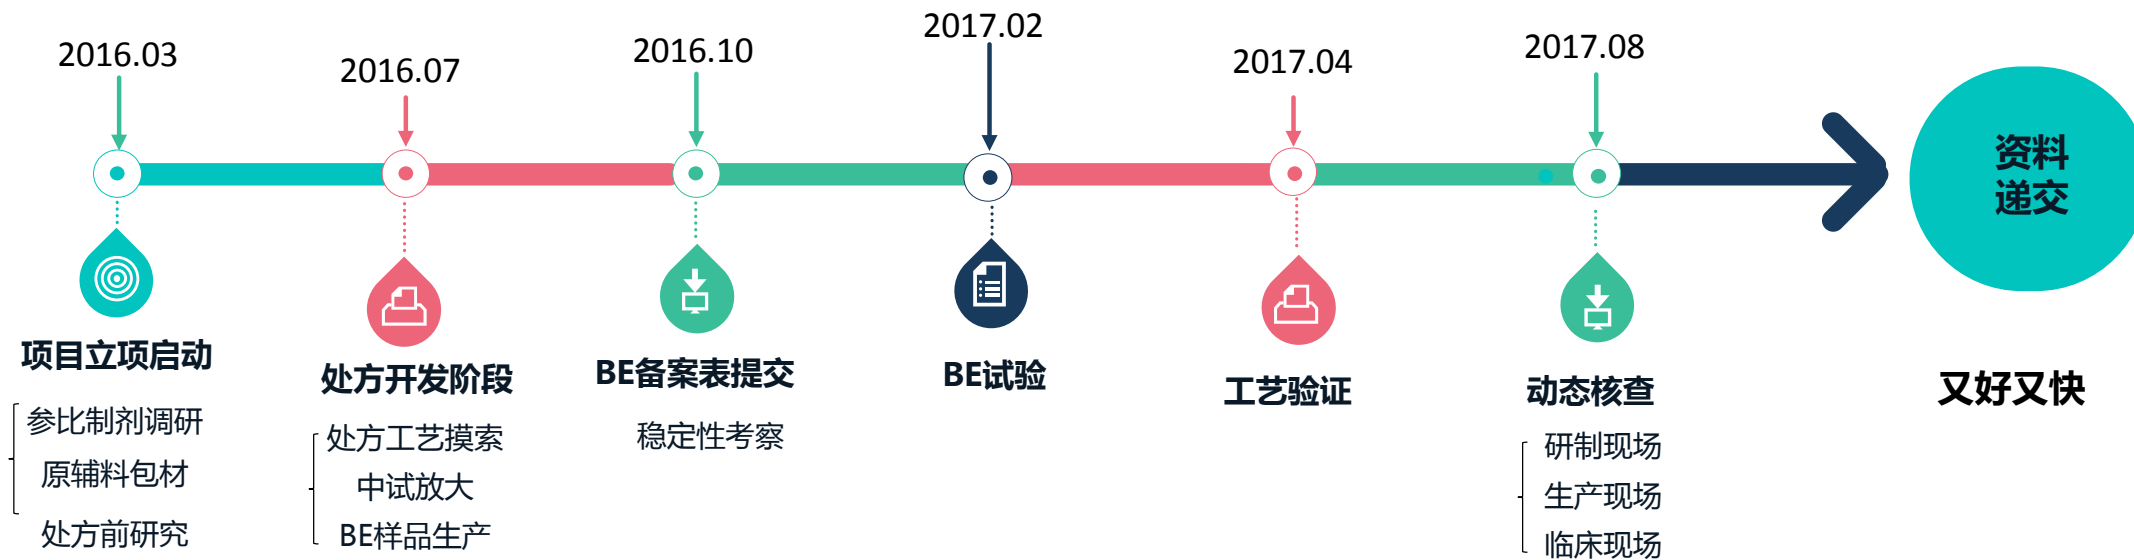 2016.03
2016.07
2016.10
2017.02
2017.04
2017.08
资料
递交
项目立项启动
参比制剂调研
原辅料包材
处方前研究
处方开发阶段
处方工艺摸索
中试放大
BE样品生产
BE备案表提交
稳定性考察
BE试验
工艺验证
动态核查
研制现场
生产现场
临床现场
又好又快